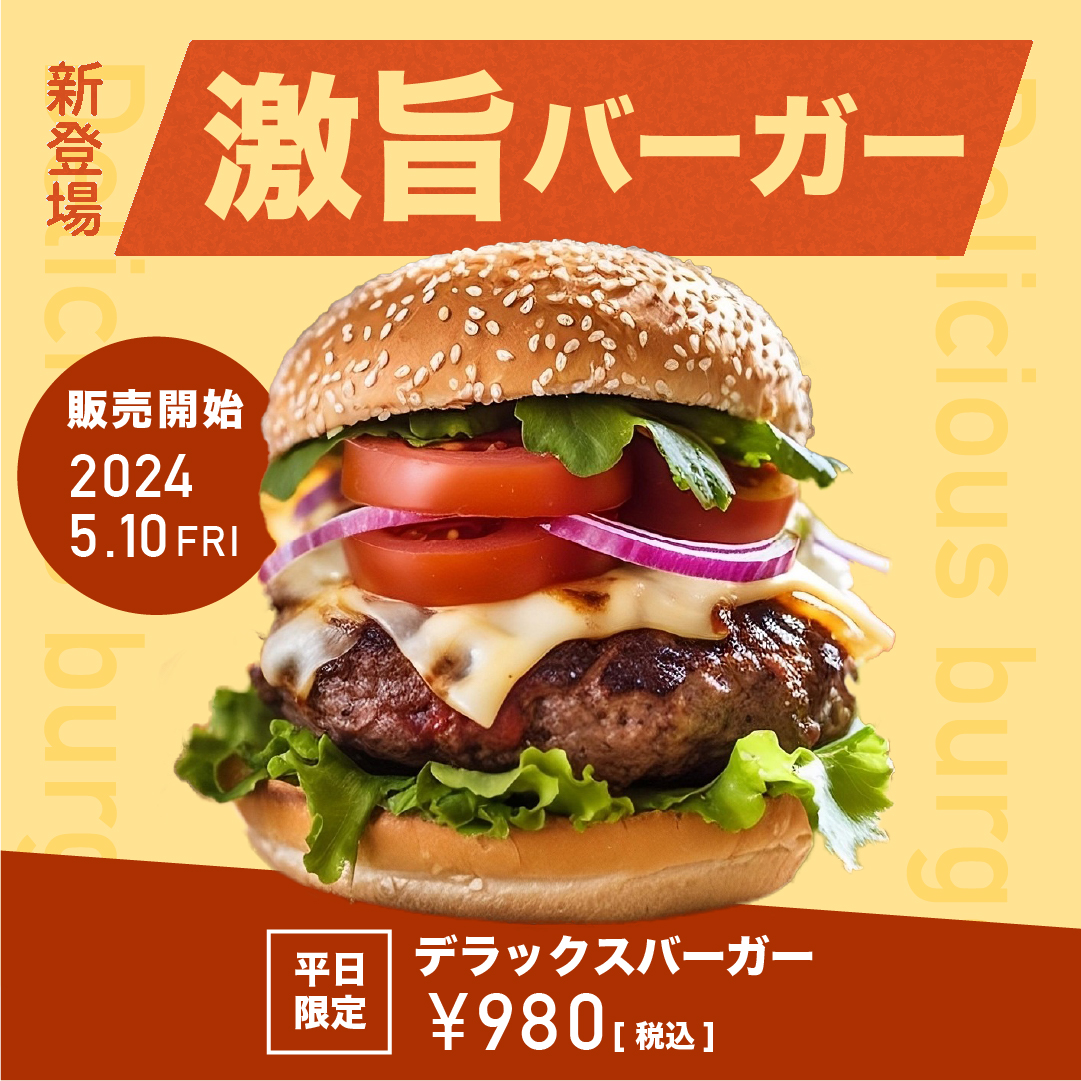 新登場
激旨バーガー
販売開始
2024
5.10 FRI
平日
限定
デラックスバーガー
¥980 [ 税込 ]
Delicious burg
Delicious burg